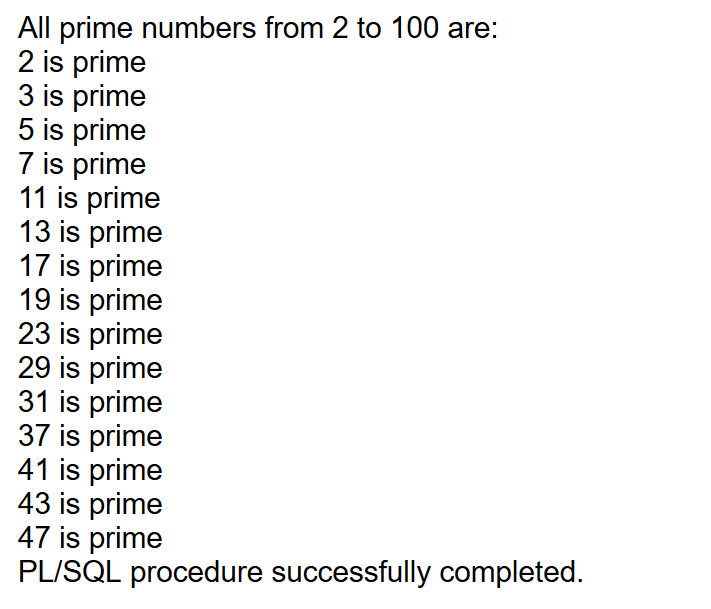 All prime numbers from 2 to 100 are:
2 is prime
3 is prime
5 is prime
7 is prime
11 is prime
13 is prime
17 is prime
19 is prime
23 is prime
29 is prime
31 is prime
37 is prime
41 is prime
43 is prime
47 is prime
PL/SQL procedure successfully completed.